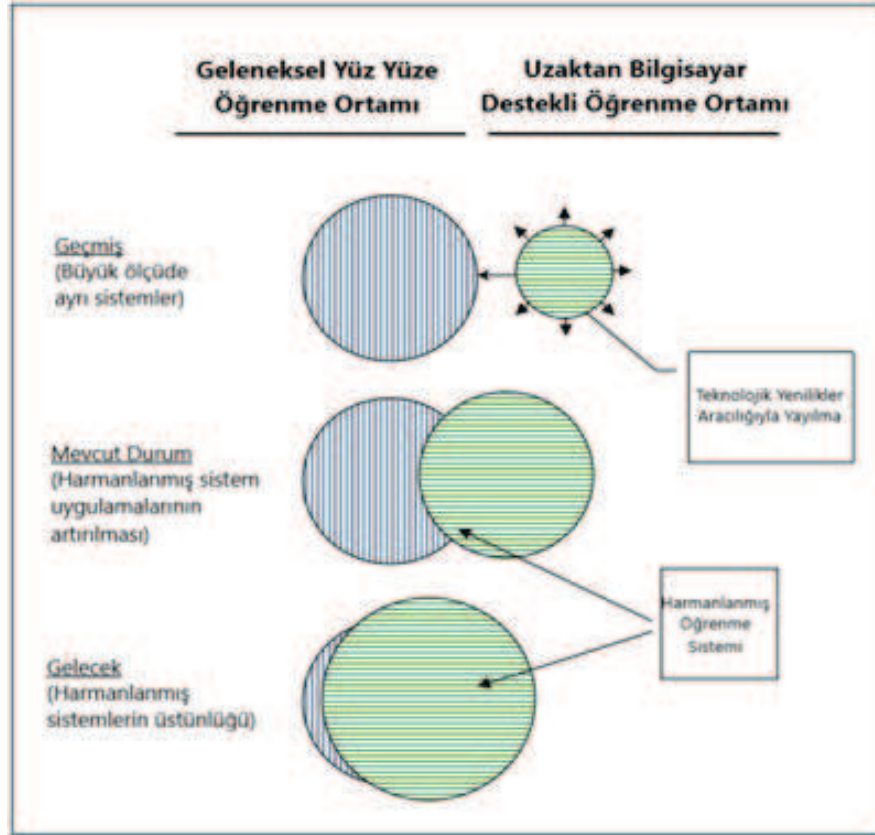 Geleneksel Yüz Yüze
Öğrenme Ortamı
Uzaktan Bilgisayar
Destekli Öğrenme Ortamı
Geçmiş
(Büyük ölçüde
ayrı sistemler)
Teknolojik Yenilikler
Aracılığıyla Yayılma
Mevcut Durum
(Harmanlanmış sistem
uygulamalarının
artırılması)
Harmanlanmış
Öğrenme
Sistemi
Gelecek
(Harmanlanmış
sistemlerin üstünlüğü)